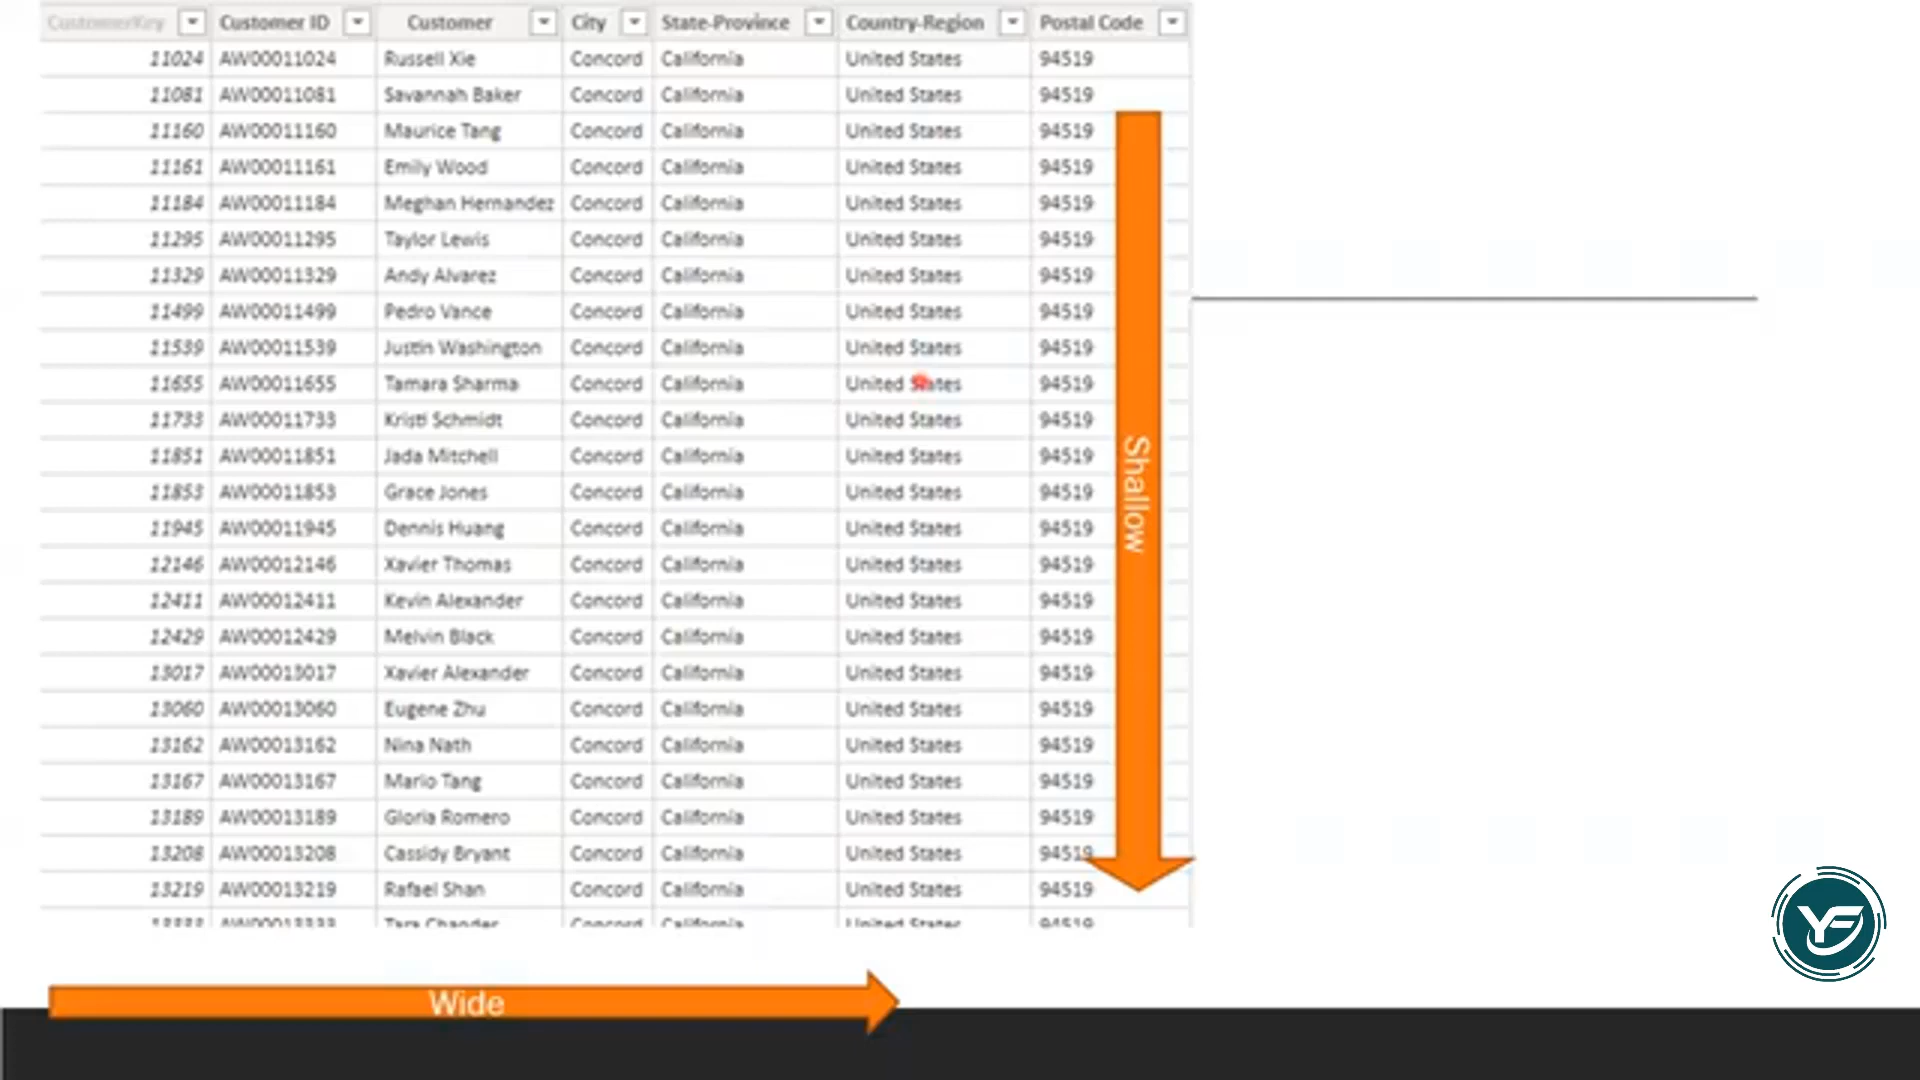 CustomerKey Customer ID Customer City State-Province Country-Region Postal Code
11024 AW00011024 Russell Xie Concord California United States 94519
11081 AW00011081 Savannah Baker Concord California United States 94519
11160 AW00011160 Maurice Tang Concord California United States 94519
11161 AW00011161 Emily Wood Concord California United States 94519
11184 AW00011184 Meghan Hernandez Concord California United States 94519
11295 AW00011295 Taylor Lewis Concord California United States 94519
11329 AW00011329 Andy Alvarez Concord California United States 94519
11499 AW00011499 Pedro Vance Concord California United States 94519
11539 AW00011539 Justin Washington Concord California United States 94519
11655 AW00011655 Tamara Sharma Concord California United States 94519
11733 AW00011733 Kristi Schmidt Concord California United States 94519
11851 AW00011851 Jada Mitchell Concord California United States 94519
11853 AW00011853 Grace Jones Concord California United States 94519
11945 AW00011945 Dennis Huang Concord California United States 94519
12146 AW00012146 Xavier Thomas Concord California United States 94519
12411 AW00012411 Kevin Alexander Concord California United States 94519
12429 AW00012429 Melvin Black Concord California United States 94519
13017 AW00013017 Xavier Alexander Concord California United States 94519
13060 AW00013060 Eugene Zhu Concord California United States 94519
13162 AW00013162 Nina Nath Concord California United States 94519
13167 AW00013167 Mario Tang Concord California United States 94519
13189 AW00013189 Gloria Romero Concord California United States 94519
13208 AW00013208 Cassidy Bryant Concord California United States 94519
13219 AW00013219 Rafael Shan Concord California United States 94519
13333 AW00013333 Tara Chander Concord California United States 94519
Shallow
Wide
YF